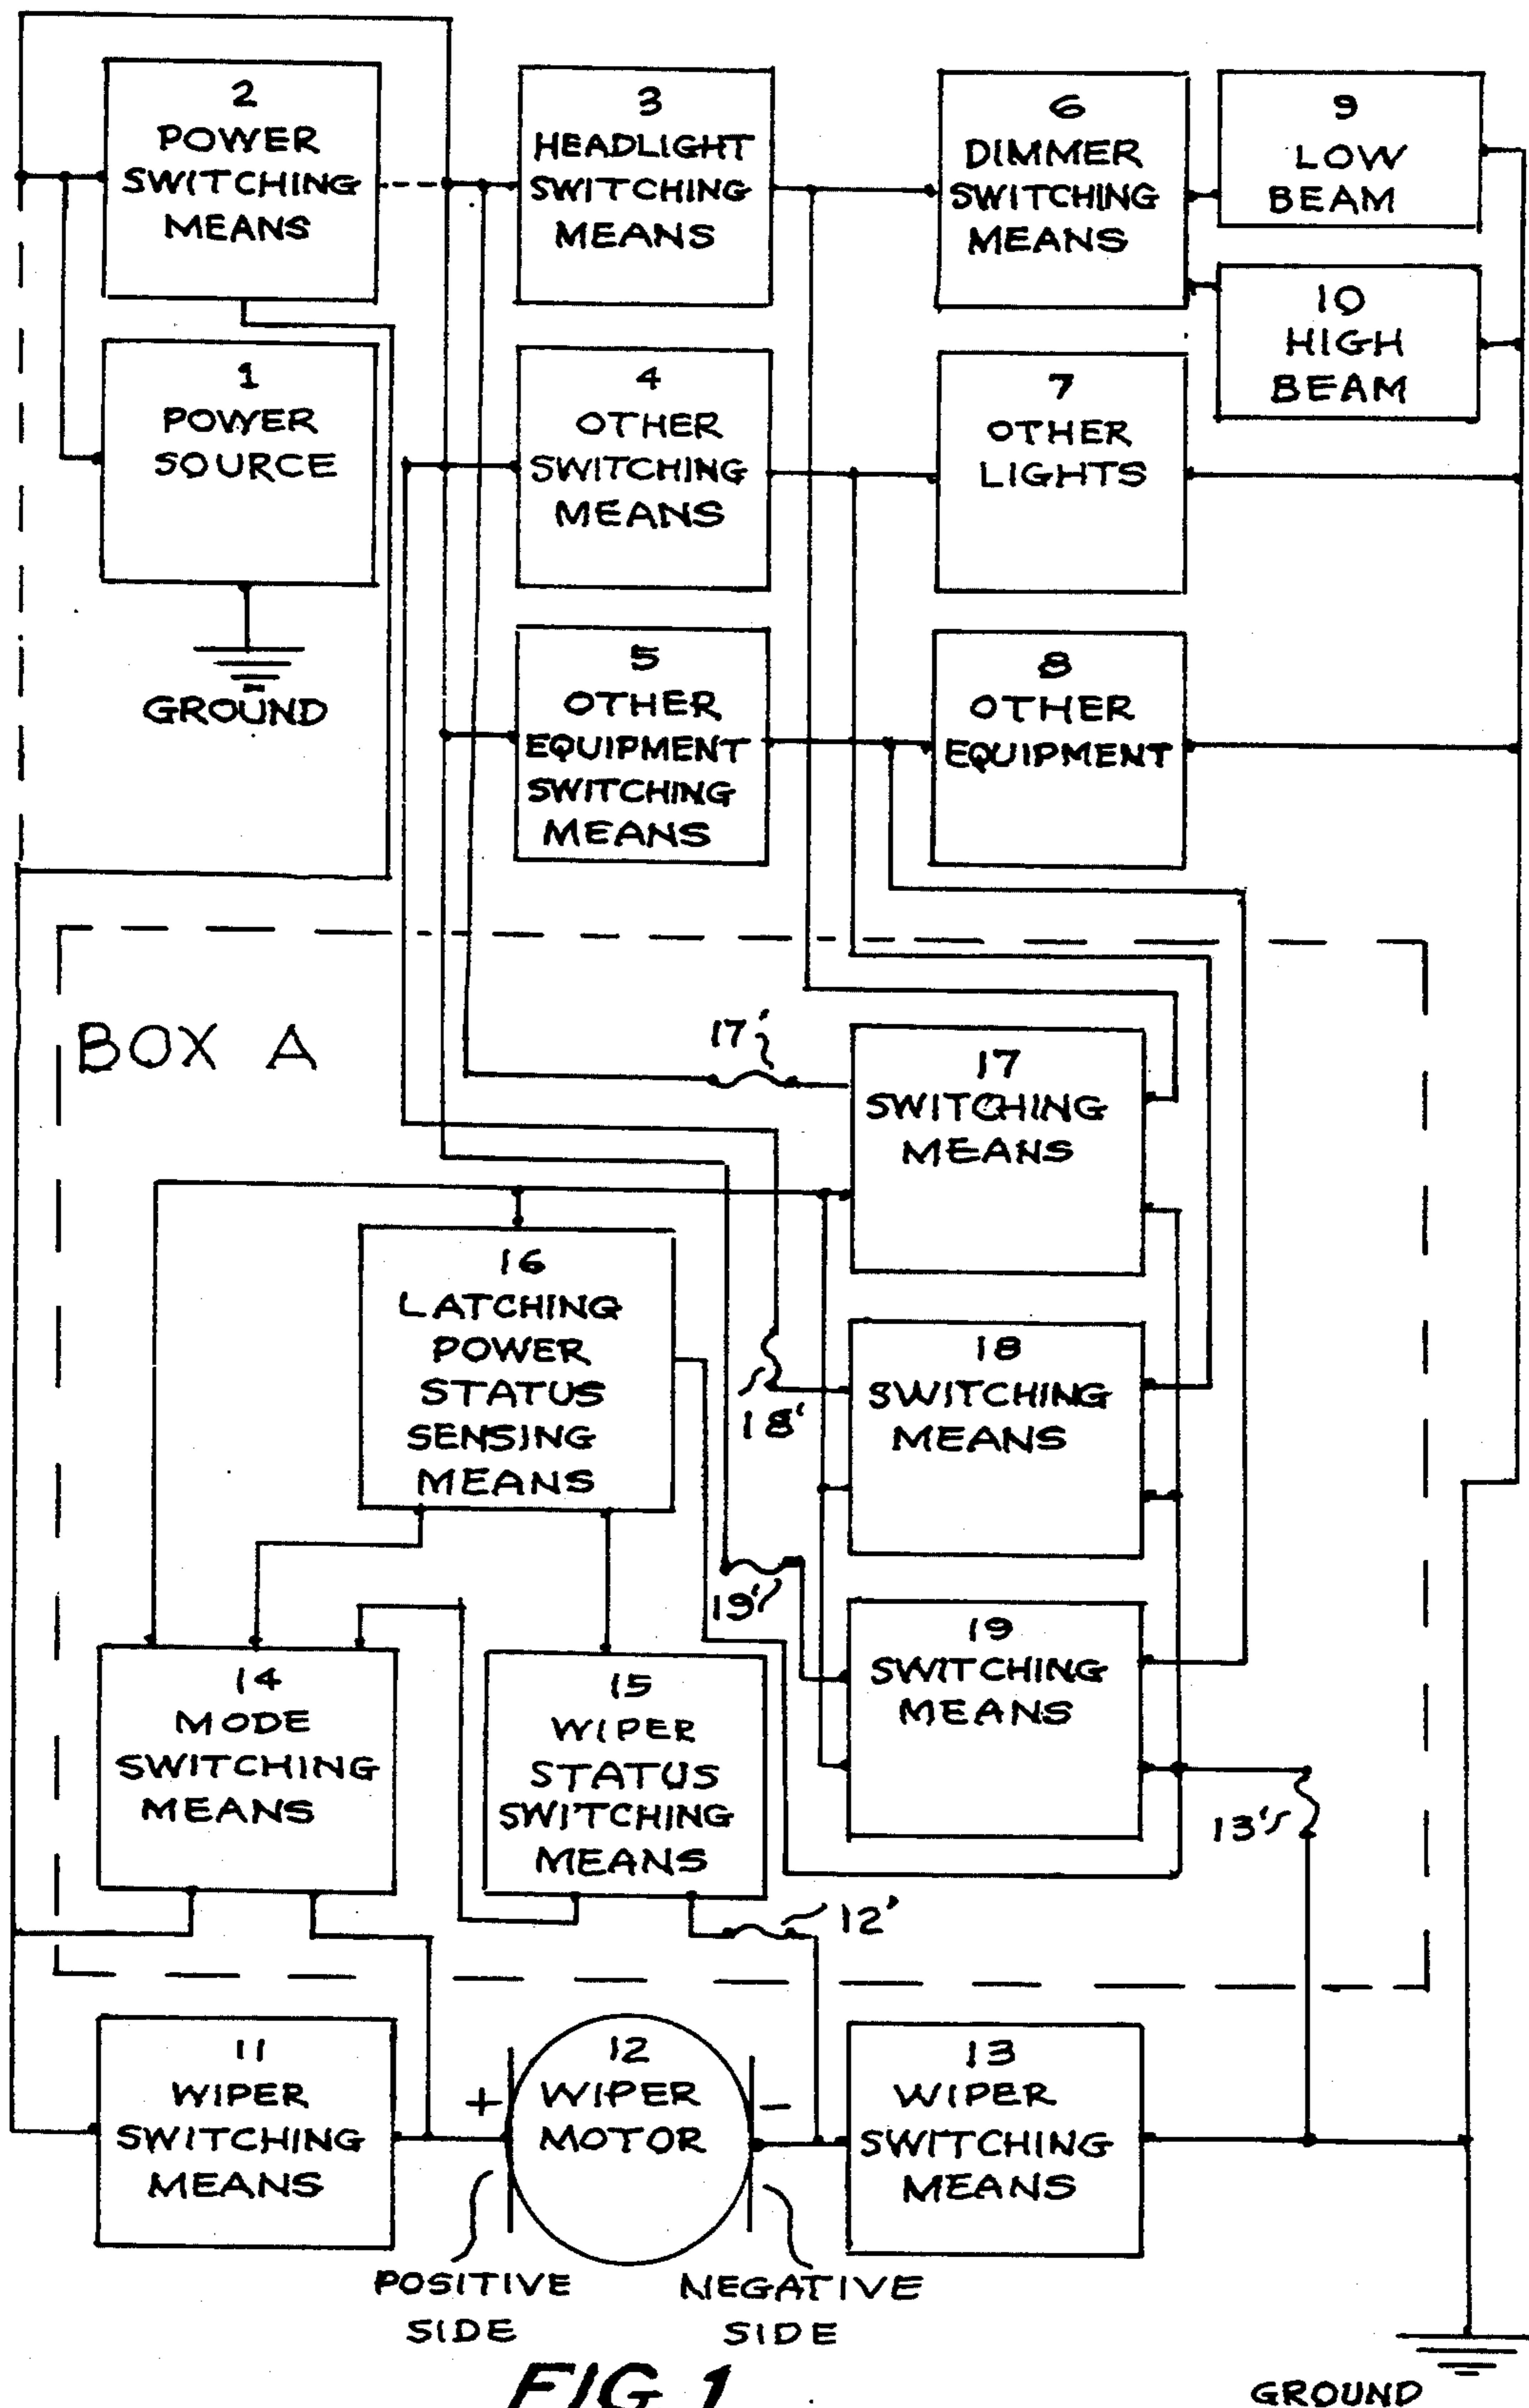 2
POWER
SWITCHING
MEANS
3
HEADLIGHT
SWITCHING
MEANS
6
DIMMER
SWITCHING
MEANS
9
LOW
BEAM
10
HIGH
BEAM
1
POWER
SOURCE
GROUND
4
OTHER
SWITCHING
MEANS
7
OTHER
LIGHTS
5
OTHER
EQUIPMENT
SWITCHING
MEANS
8
OTHER
EQUIPMENT
BOX A
17'
17
SWITCHING
MEANS
16
LATCHING
POWER
STATUS
SENSING
MEANS
18'
18
SWITCHING
MEANS
19'
19
SWITCHING
MEANS
14
MODE
SWITCHING
MEANS
15
WIPER
STATUS
SWITCHING
MEANS
13'
12'
11
WIPER
SWITCHING
MEANS
+
12
WIPER
MOTOR
-
13
WIPER
SWITCHING
MEANS
POSITIVE
SIDE
NEGATIVE
SIDE
FIG 1
GROUND